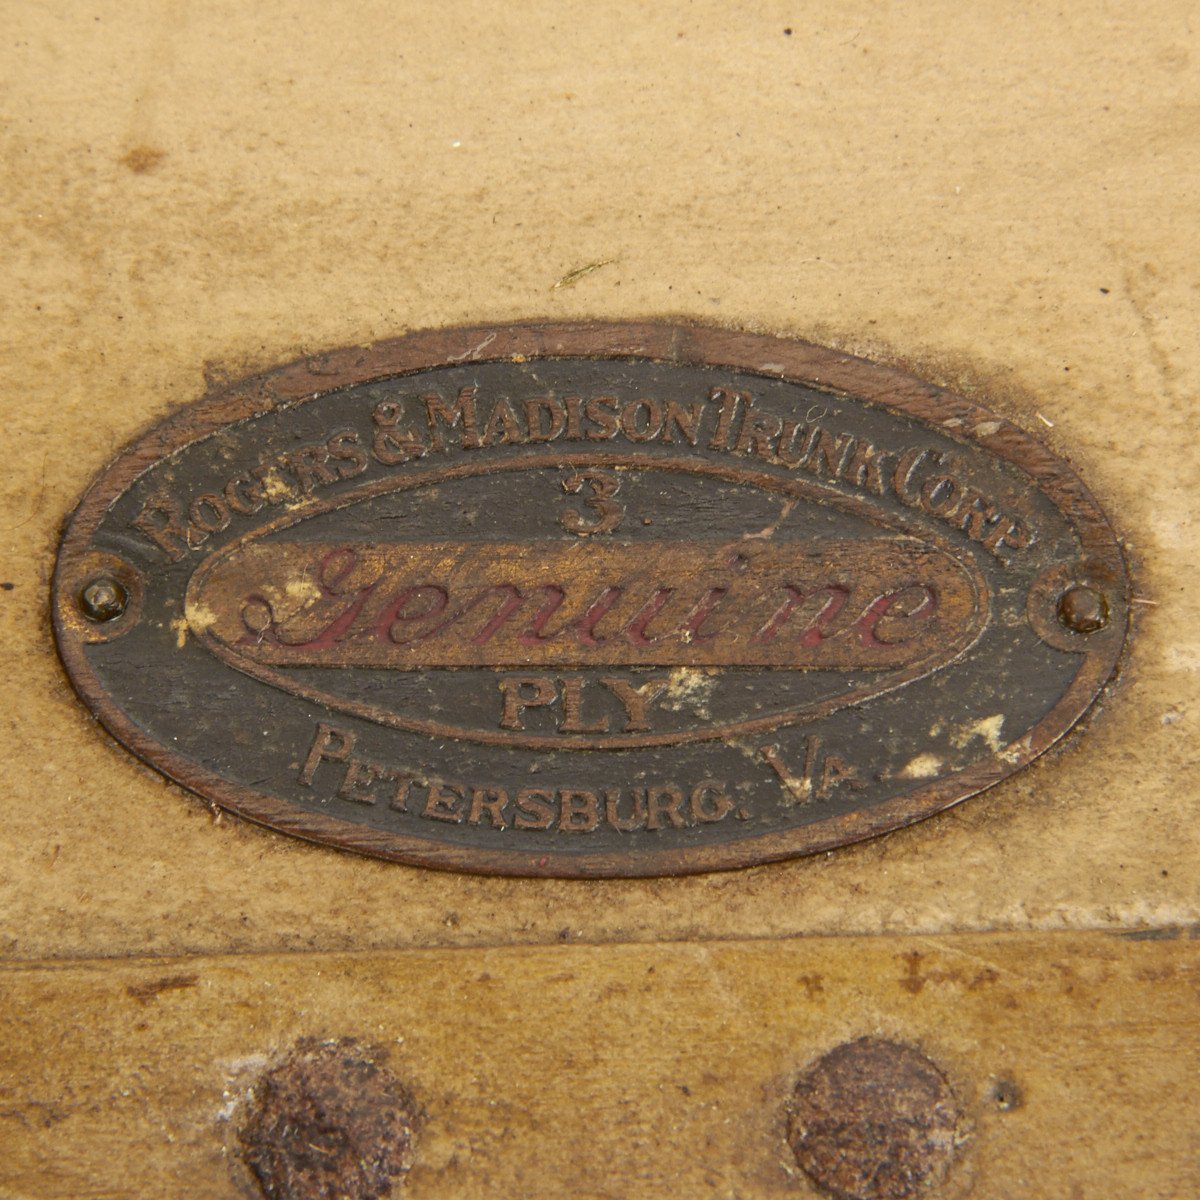 ROGERS & MADISON TRUNK CORP.
3
Genuine
PLY
PETERSBURG, VA